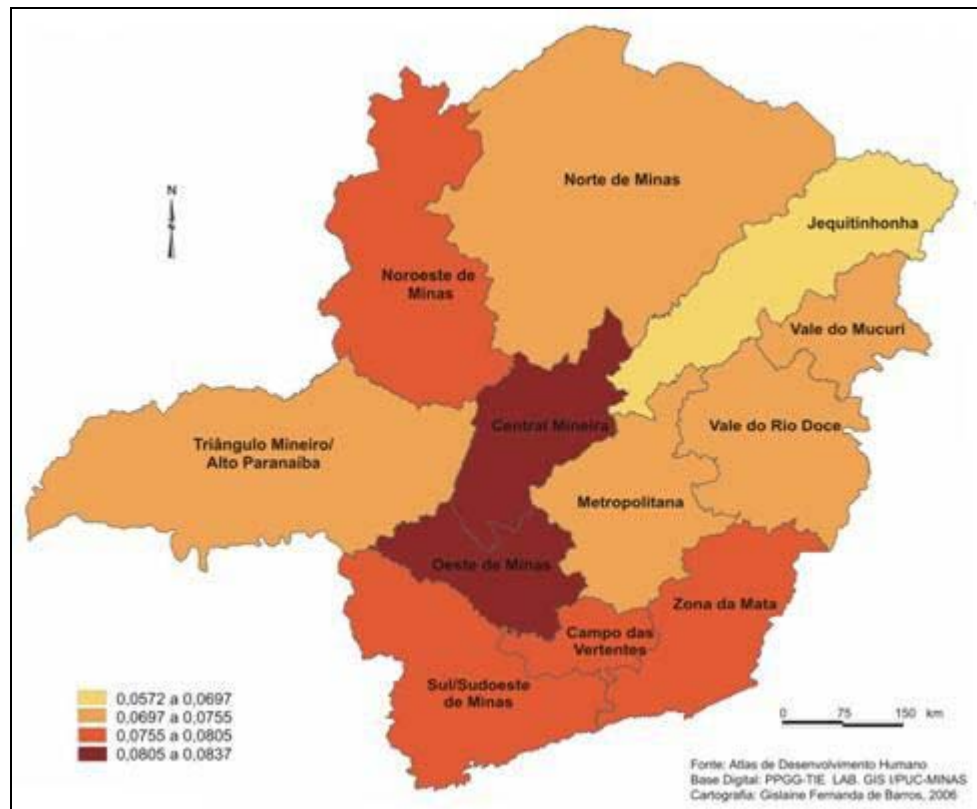 Norte de Minas
Jequitinhonha
N
Noroeste de
Minas
Vale do Mucuri
Central Mineira
Vale do Rio Doce
Triângulo Mineiro/
Alto Paranaíba
Metropolitana
Oeste de Minas
Zona da Mata
Campo das
Vertentes
Sul/Sudoeste
de Minas
0,0572 a 0,0697
0,0697 a 0,0755
0,0755 a 0,0805
0,0805 a 0,0837
0 75 150 km
Fonte: Atlas de Desenvolvimento Humano
Base Digital: PPGG-TIE LAB. GIS I/PUC-MINAS
Cartografia: Gislaine Fernanda de Barros, 2006